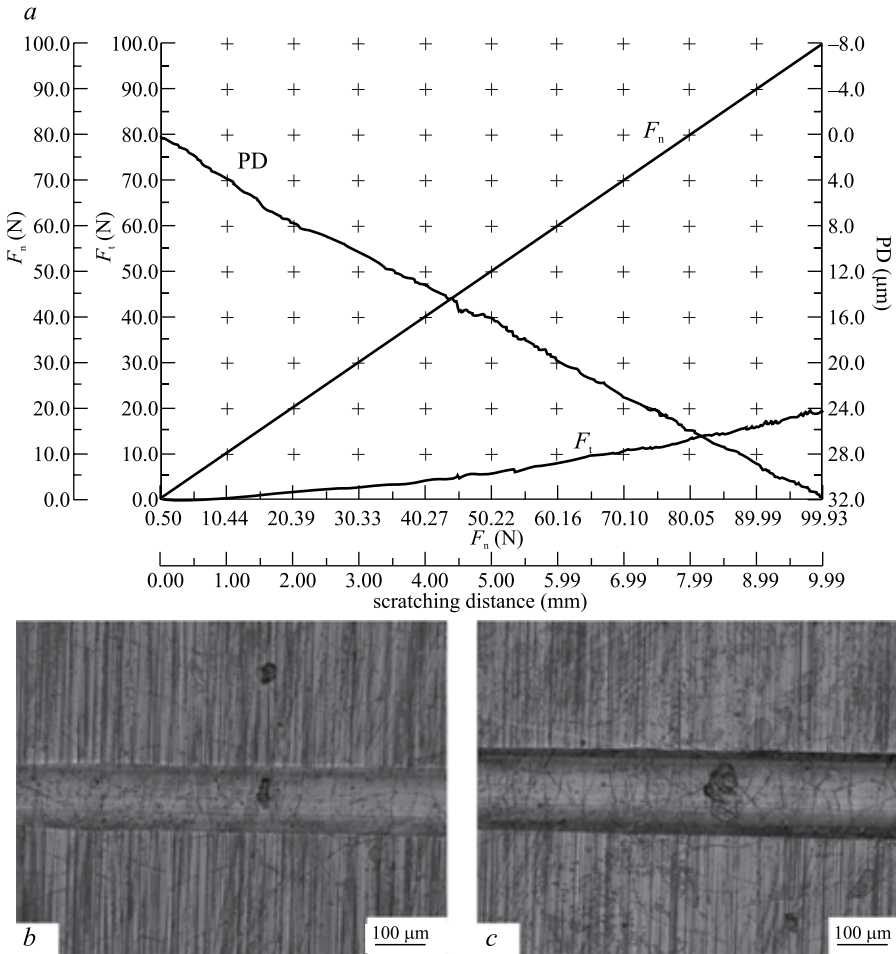 a
100.0 100.0 –8.0
90.0 90.0 –4.0
80.0 80.0 0.0
70.0 70.0 4.0
60.0 60.0 8.0
50.0 50.0 12.0
40.0 40.0 16.0
30.0 30.0 20.0
20.0 20.0 24.0
10.0 10.0 28.0
0.0 0.0 32.0
Fn (N)
Ft (N)
PD (μm)
PD
Fn
Ft
0.50 10.44 20.39 30.33 40.27 50.22 60.16 70.10 80.05 89.99 99.93
Fn (N)
0.00 1.00 2.00 3.00 4.00 5.00 5.99 6.99 7.99 8.99 9.99
scratching distance (mm)
b
100 μm
c
100 μm